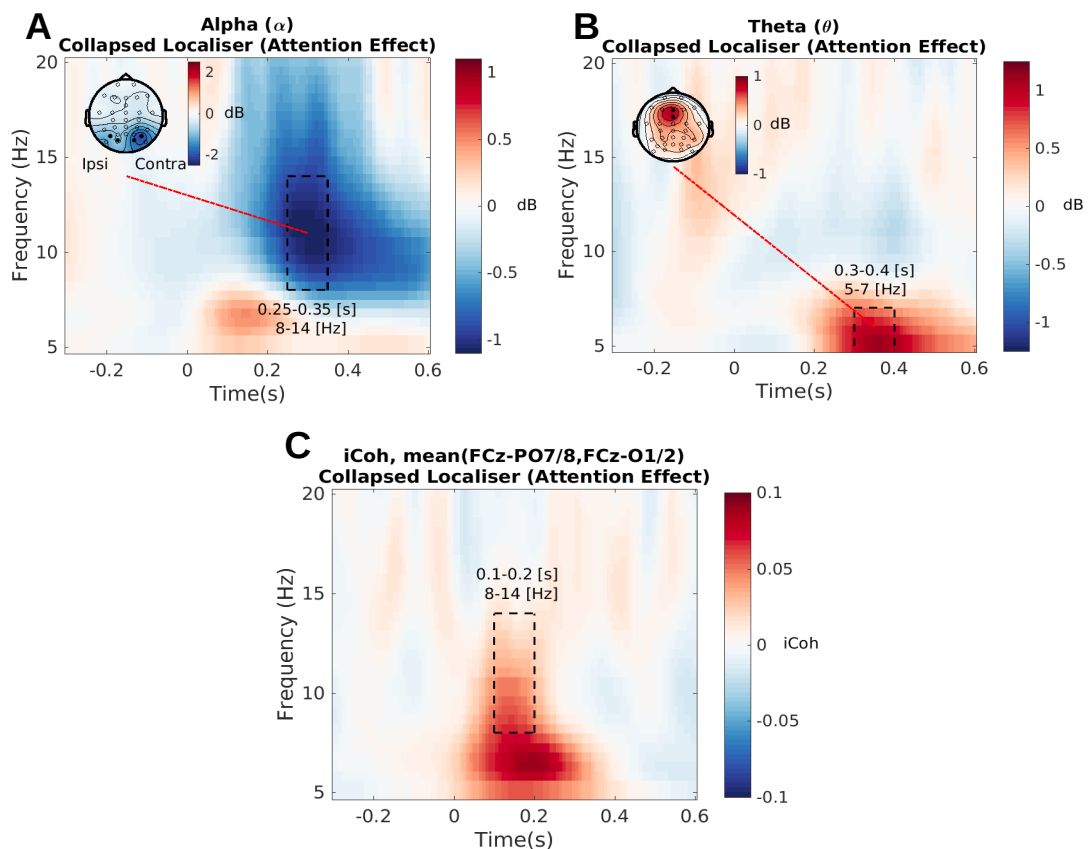 A
Alpha (α)
Collapsed Localiser (Attention Effect)
20
15
10
5
Frequency (Hz)
-0.2
0
0.2
0.4
0.6
Time(s)
2
0
-2
dB
Ipsi
Contra
0.25-0.35 [s]
8-14 [Hz]
1
0.5
0
-0.5
-1
dB
B
Theta (θ)
Collapsed Localiser (Attention Effect)
20
15
10
5
Frequency (Hz)
-0.2
0
0.2
0.4
0.6
Time(s)
1
0
-1
dB
0.3-0.4 [s]
5-7 [Hz]
1
0.5
0
-0.5
-1
dB
C
iCoh, mean(FCz-PO7/8,FCz-O1/2)
Collapsed Localiser (Attention Effect)
20
15
10
5
Frequency (Hz)
-0.2
0
0.2
0.4
0.6
Time(s)
0.1-0.2 [s]
8-14 [Hz]
0.1
0.05
0
-0.05
-0.1
iCoh